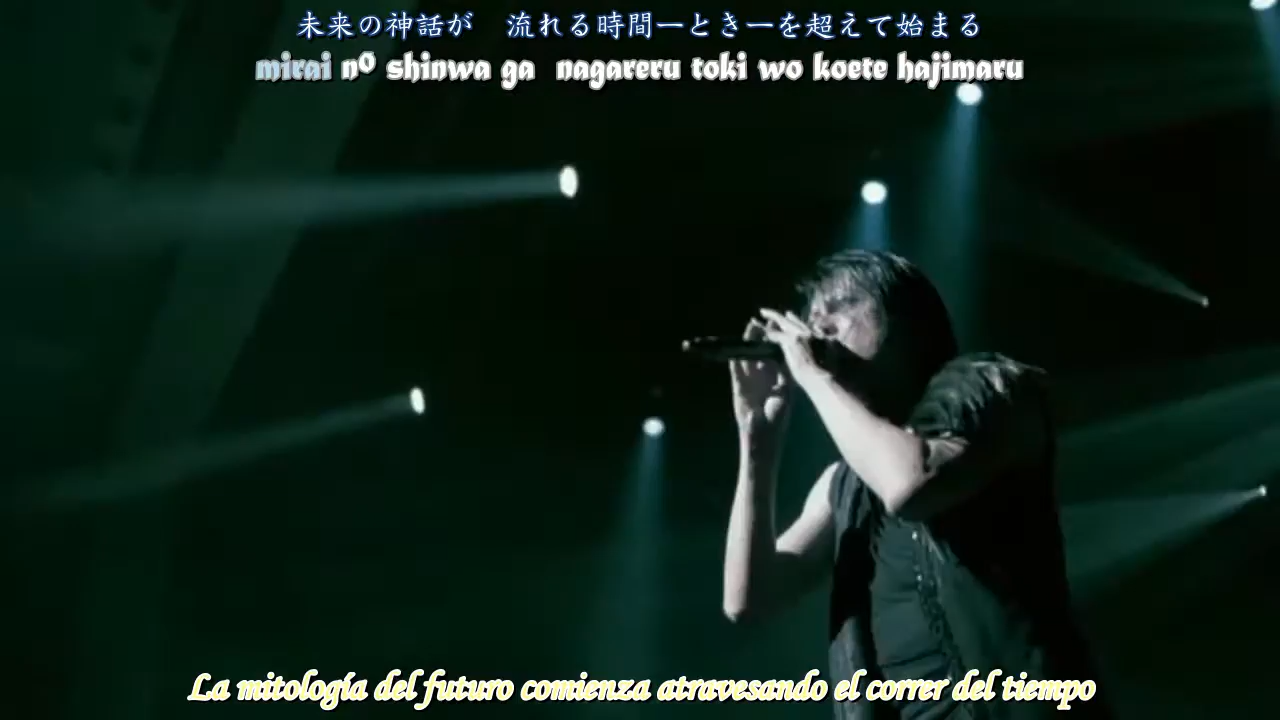 未来の神話が　流れる時間ーときーを超えて始まる
mirai no shinwa ga nagareru toki wo koete hajimaru
La mitología del futuro comienza atravesando el correr del tiempo